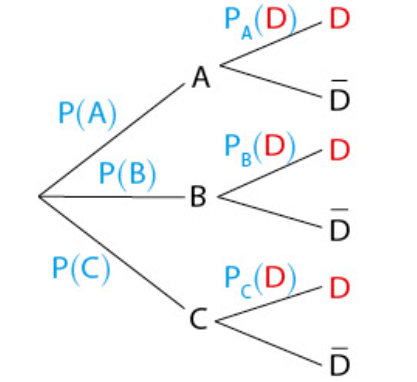 P_A(D) D
A
D̅
P(A)
P_B(D) D
P(B)
B
D̅
P(C)
P_C(D) D
C
D̅